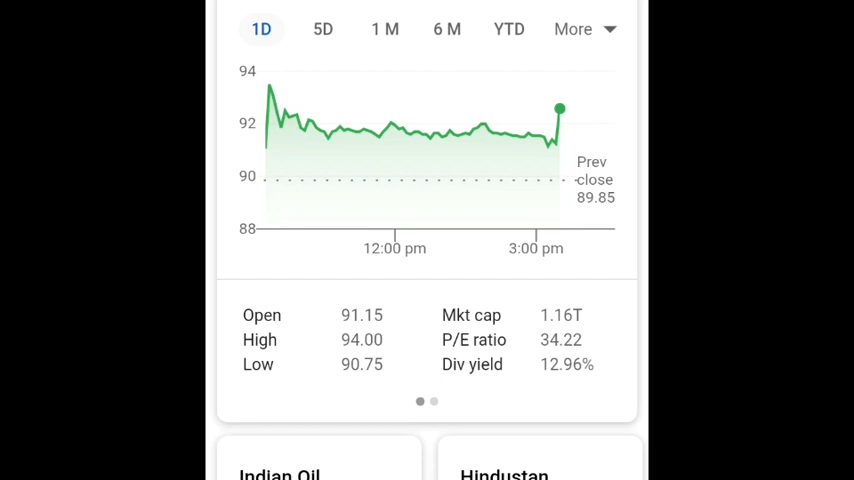 1D 5D 1 M 6 M YTD More
94
92
90
88
Prev
close
89.85
12:00 pm 3:00 pm
Open 91.15 Mkt cap 1.16T
High 94.00 P/E ratio 34.22
Low 90.75 Div yield 12.96%
Indian Oil Hindustan